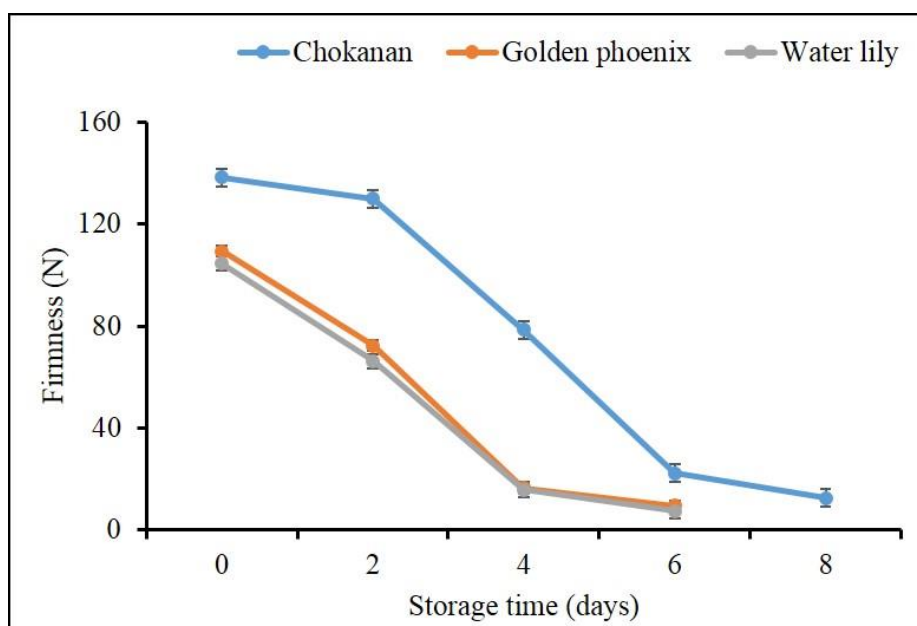 Chokanan Golden phoenix Water lily
160
120
80
40
0
Firmness (N)
0 2 4 6 8
Storage time (days)